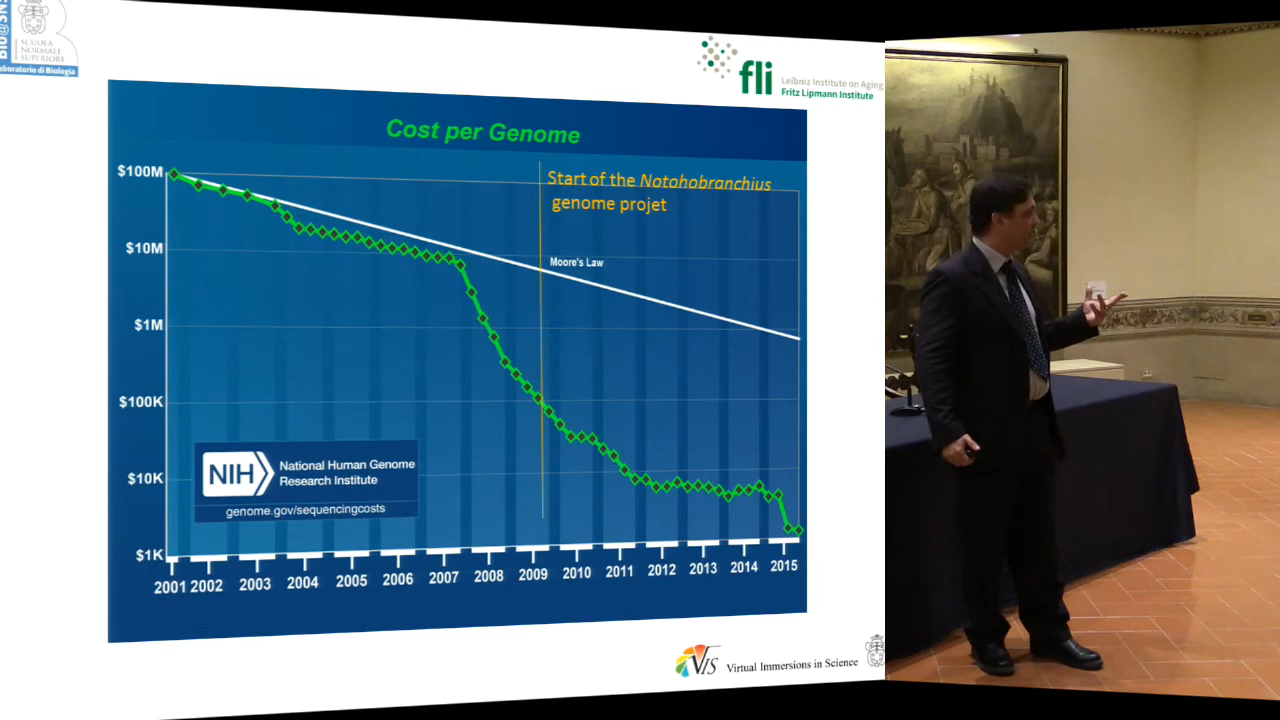 BIO@SNS
SCUOLA
NORMALE
SUPERIORE
Laboratorio di Biologia
fli
Leibniz Institute on Aging
Fritz Lipmann Institute
Cost per Genome
$100M
$10M
$1M
$100K
$10K
$1K
Start of the Notohobranchius
genome projet
Moore's Law
NIH
National Human Genome
Research Institute
genome.gov/sequencingcosts
2001 2002 2003 2004 2005 2006 2007 2008 2009 2010 2011 2012 2013 2014 2015
VIS
Virtual Immersions in Science